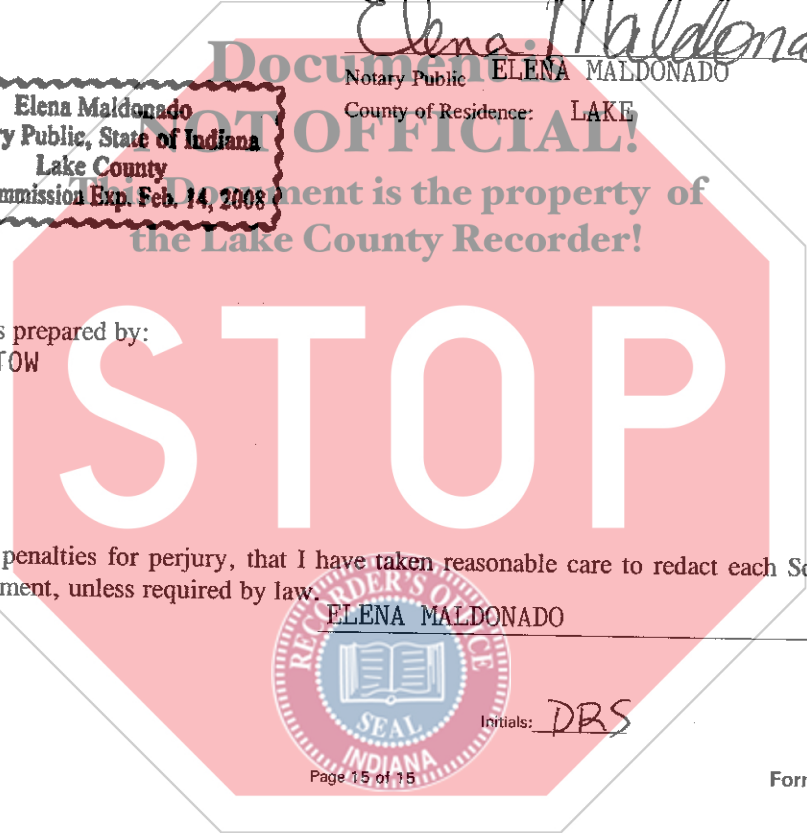 Elena Maldona
Document is
Notary Public ELENA MALDONADO
Elena Maldonado
County of Residence: LAKE
NOT OFFICIAL!
ry Public, State of Indiana
Lake County
This Document is the property of
mmission Exp. Feb. 14, 2008
the Lake County Recorder!
s prepared by:
TOW
STOP
penalties for perjury, that I have taken reasonable care to redact each So
ment, unless required by law.
ELENA MALDONADO
RECORDER'S OFFICE
SEAL
INDIANA
Initials: DRS
Page 15 of 15
Forr